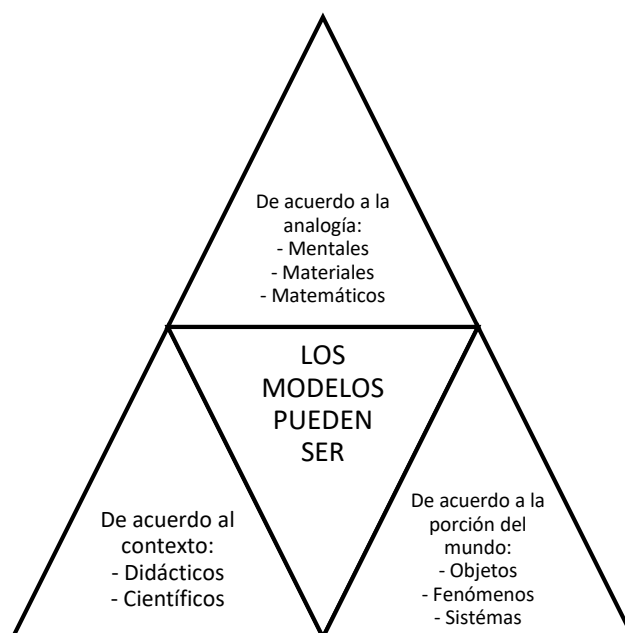 De acuerdo a la
analogía:
- Mentales
- Materiales
- Matemáticos
LOS
MODELOS
PUEDEN
SER
De acuerdo al
contexto:
- Didácticos
- Científicos
De acuerdo a la
porción del
mundo:
- Objetos
- Fenómenos
- Sistémas